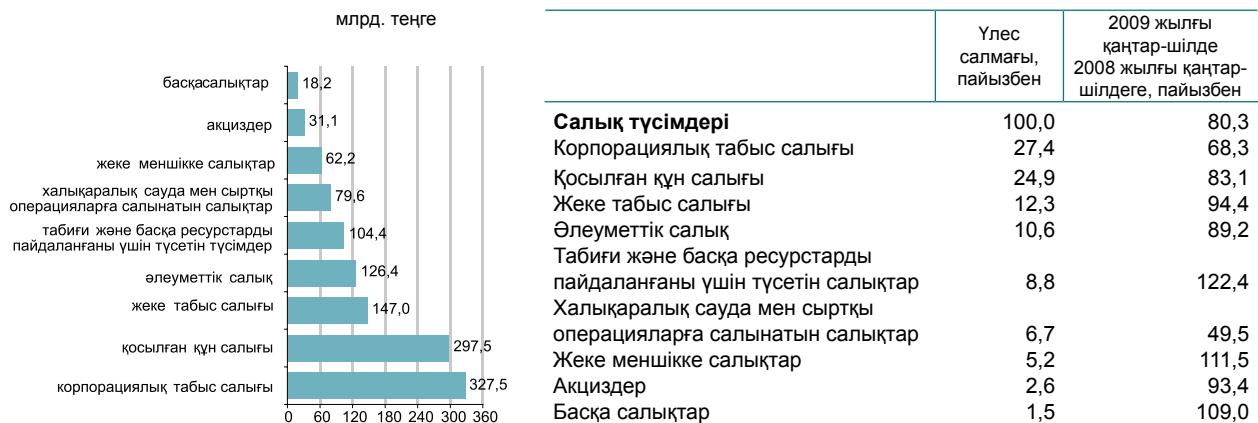 млрд. теңге
басқасалықтар 18,2
акциздер 31,1
жеке меншікке салықтар 62,2
халықаралық сауда мен сыртқы
операцияларға салынатын салықтар 79,6
табиғи және басқа ресурстарды
пайдаланғаны үшін түсетін түсімдер 104,4
әлеуметтік салық 126,4
жеке табыс салығы 147,0
қосылған құн салығы 297,5
корпорациялық табыс салығы 327,5
0 60 120 180 240 300 360
Үлес
салмағы,
пайызбен
2009 жылғы
қаңтар-шілде
2008 жылғы қаңтар-
шілдеге, пайызбен
Салық түсімдері 100,0 80,3
Корпорациялық табыс салығы 27,4 68,3
Қосылған құн салығы 24,9 83,1
Жеке табыс салығы 12,3 94,4
Әлеуметтік салық 10,6 89,2
Табиғи және басқа ресурстарды
пайдаланғаны үшін түсетін салықтар 8,8 122,4
Халықаралық сауда мен сыртқы
операцияларға салынатын салықтар 6,7 49,5
Жеке меншікке салықтар 5,2 111,5
Акциздер 2,6 93,4
Басқа салықтар 1,5 109,0